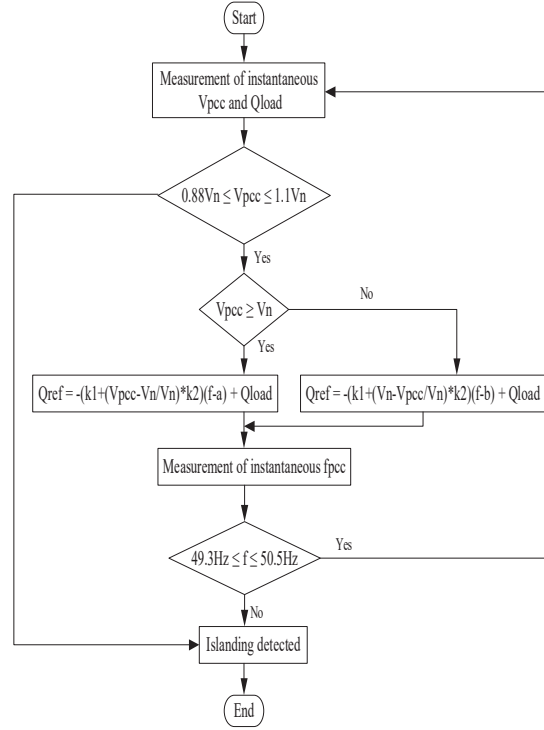 Start
Measurement of instantaneous
Vpcc and Qload
0.88Vn ≤ Vpcc ≤ 1.1Vn
Yes
Vpcc ≥ Vn
No
Yes
Qref = -(k1+(Vpcc-Vn/Vn)*k2)(f-a) + Qload
Qref = -(k1+(Vn-Vpcc/Vn)*k2)(f-b) + Qload
Measurement of instantaneous fpcc
49.3Hz ≤ f ≤ 50.5Hz
Yes
No
Islanding detected
End